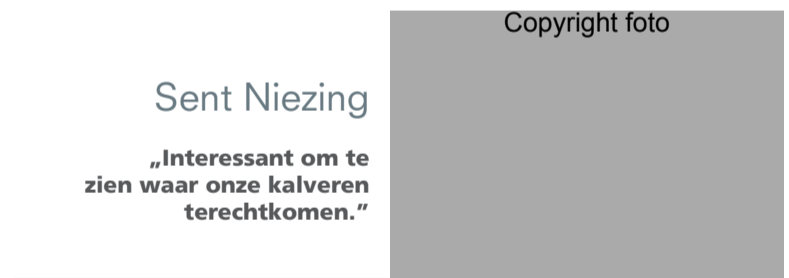 Copyright foto
Sent Niezing
„Interessant om te
zien waar onze kalveren
terechtkomen.”